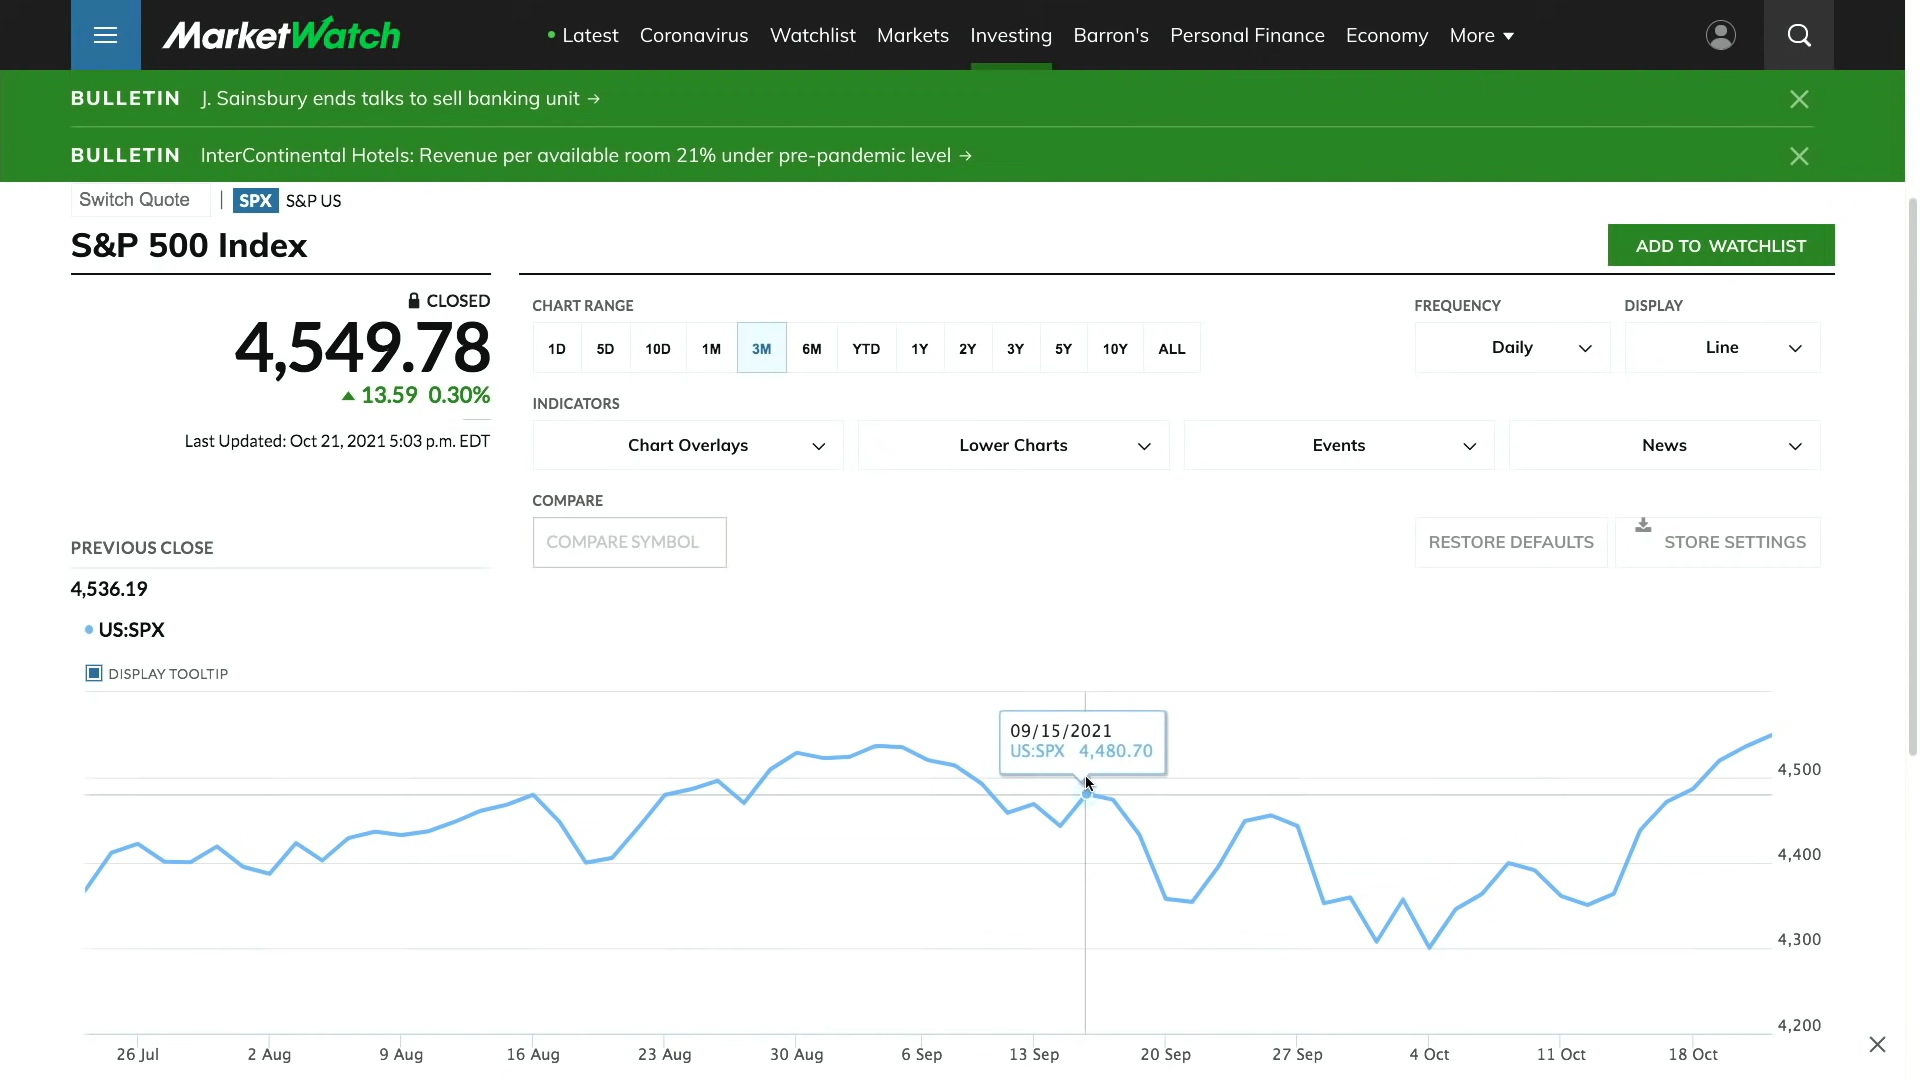 MarketWatch
Latest Coronavirus Watchlist Markets Investing Barron's Personal Finance Economy More
BULLETIN J. Sainsbury ends talks to sell banking unit →
BULLETIN InterContinental Hotels: Revenue per available room 21% under pre-pandemic level →
Switch Quote | SPX S&P US
S&P 500 Index
ADD TO WATCHLIST
CLOSED
4,549.78
13.59 0.30%
Last Updated: Oct 21, 2021 5:03 p.m. EDT
PREVIOUS CLOSE
4,536.19
CHART RANGE
1D 5D 10D 1M 3M 6M YTD 1Y 2Y 3Y 5Y 10Y ALL
FREQUENCY
Daily
DISPLAY
Line
INDICATORS
Chart Overlays Lower Charts Events News
COMPARE
COMPARE SYMBOL
RESTORE DEFAULTS STORE SETTINGS
US:SPX
DISPLAY TOOLTIP
09/15/2021
US:SPX 4,480.70
4,500
4,400
4,300
4,200
26 Jul 2 Aug 9 Aug 16 Aug 23 Aug 30 Aug 6 Sep 13 Sep 20 Sep 27 Sep 4 Oct 11 Oct 18 Oct